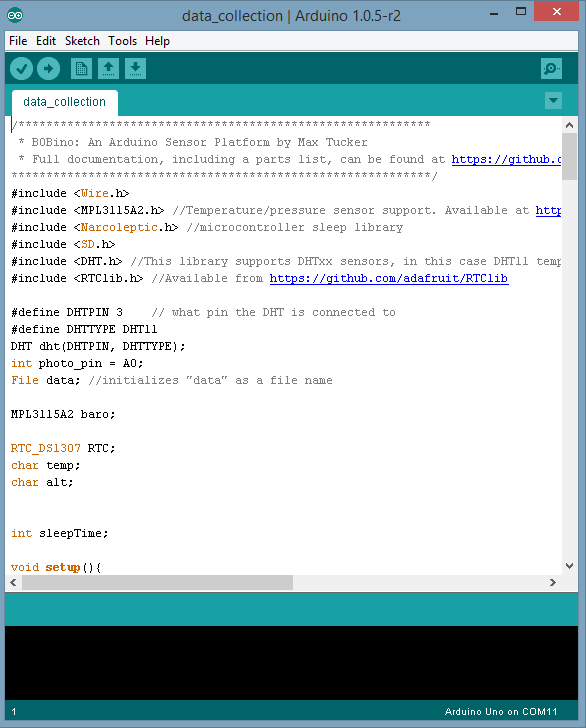 data_collection | Arduino 1.0.5-r2
File Edit Sketch Tools Help
data_collection
/***********************************************************
 * BOBino: An Arduino Sensor Platform by Max Tucker
 * Full documentation, including a parts list, can be found at https://github.c
************************************************************/
#include <Wire.h>
#include <MPL3115A2.h> //Temperature/pressure sensor support. Available at http
#include <Narcoleptic.h> //microcontroller sleep library
#include <SD.h>
#include <DHT.h> //This library supports DHTxx sensors, in this case DHT11 temp
#include <RTClib.h> //Available from https://github.com/adafruit/RTClib
#define DHTPIN 3    // what pin the DHT is connected to
#define DHTTYPE DHT11
DHT dht(DHTPIN, DHTTYPE);
int photo_pin = A0;
File data; //initializes "data" as a file name
MPL3115A2 baro;
RTC_DS1307 RTC;
char temp;
char alt;
int sleepTime;
void setup(){
1
Arduino Uno on COM11